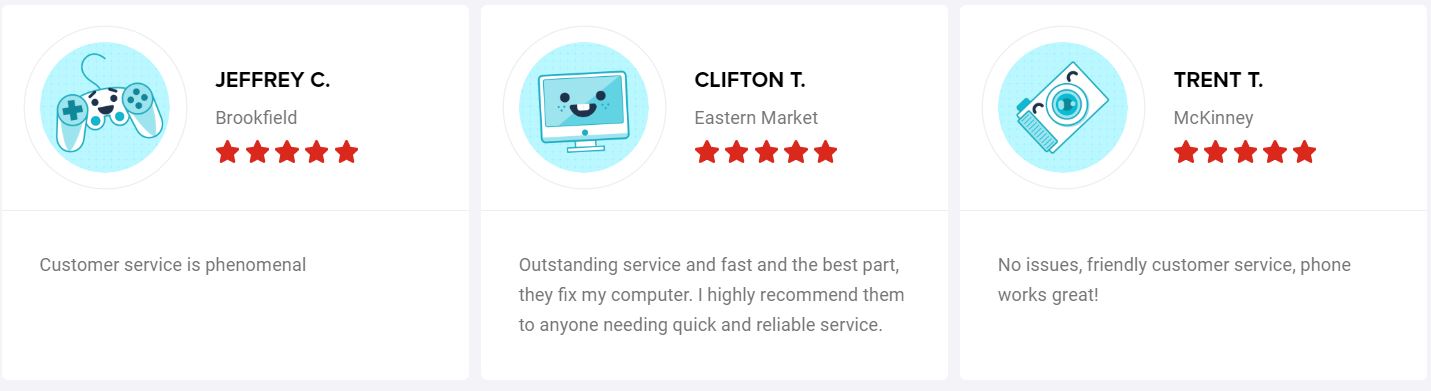 JEFFREY C.
Brookfield
Customer service is phenomenal
CLIFTON T.
Eastern Market
Outstanding service and fast and the best part,
they fix my computer. I highly recommend them
to anyone needing quick and reliable service.
TRENT T.
McKinney
No issues, friendly customer service, phone
works great!